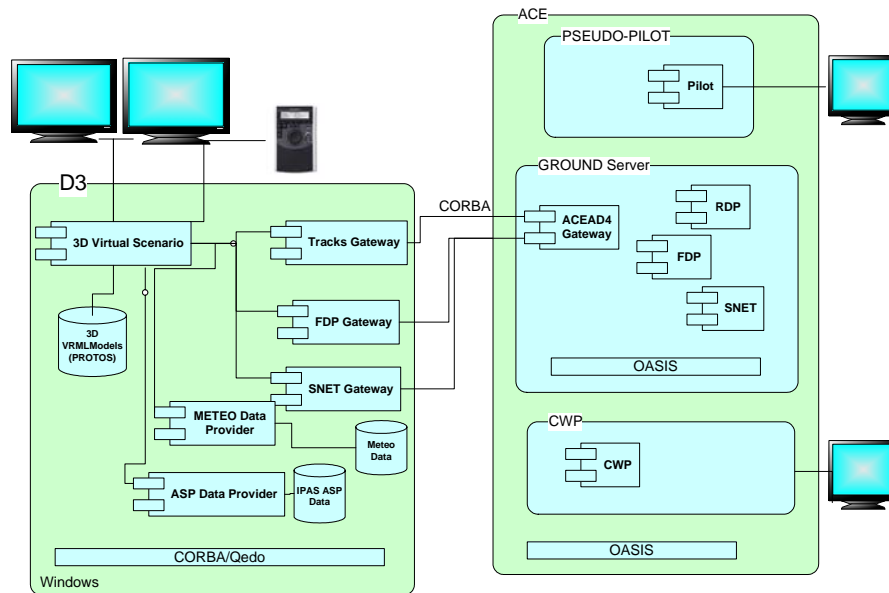 ACE
PSEUDO-PILOT
Pilot
D3
3D Virtual Scenario
Tracks Gateway
CORBA
GROUND Server
ACEAD4
Gateway
RDP
FDP
SNET
OASIS
3D
VRMLModels
(PROTOS)
FDP Gateway
SNET Gateway
METEO Data
Provider
Meteo
Data
ASP Data Provider
IPAS ASP
Data
CORBA/Qedo
Windows
CWP
CWP
OASIS